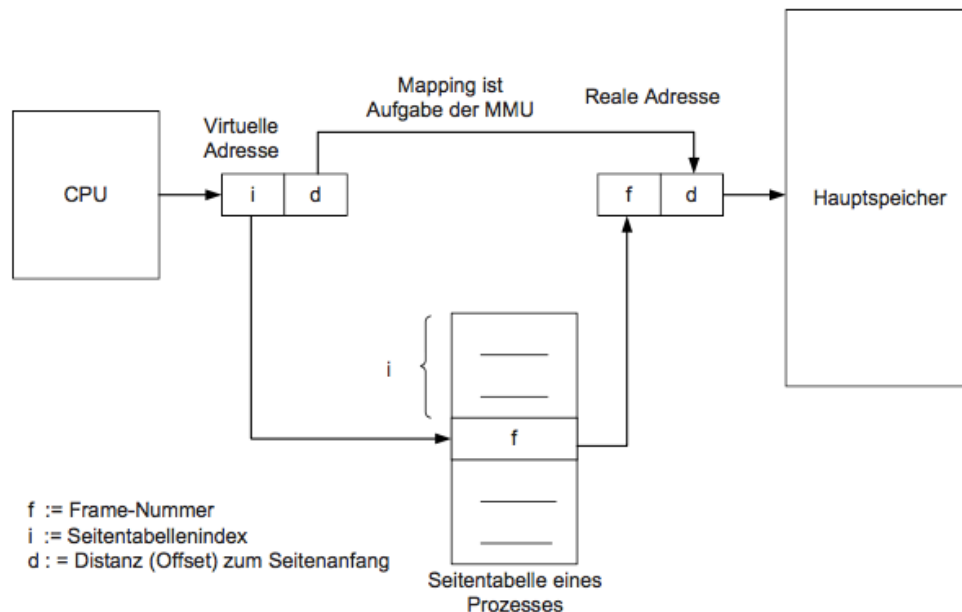 Mapping ist
Aufgabe der MMU
Reale Adresse
Virtuelle
Adresse
CPU
i
d
f
d
Hauptspeicher
i
f
f := Frame-Nummer
i := Seitentabellenindex
d : = Distanz (Offset) zum Seitenanfang
Seitentabelle eines
Prozesses